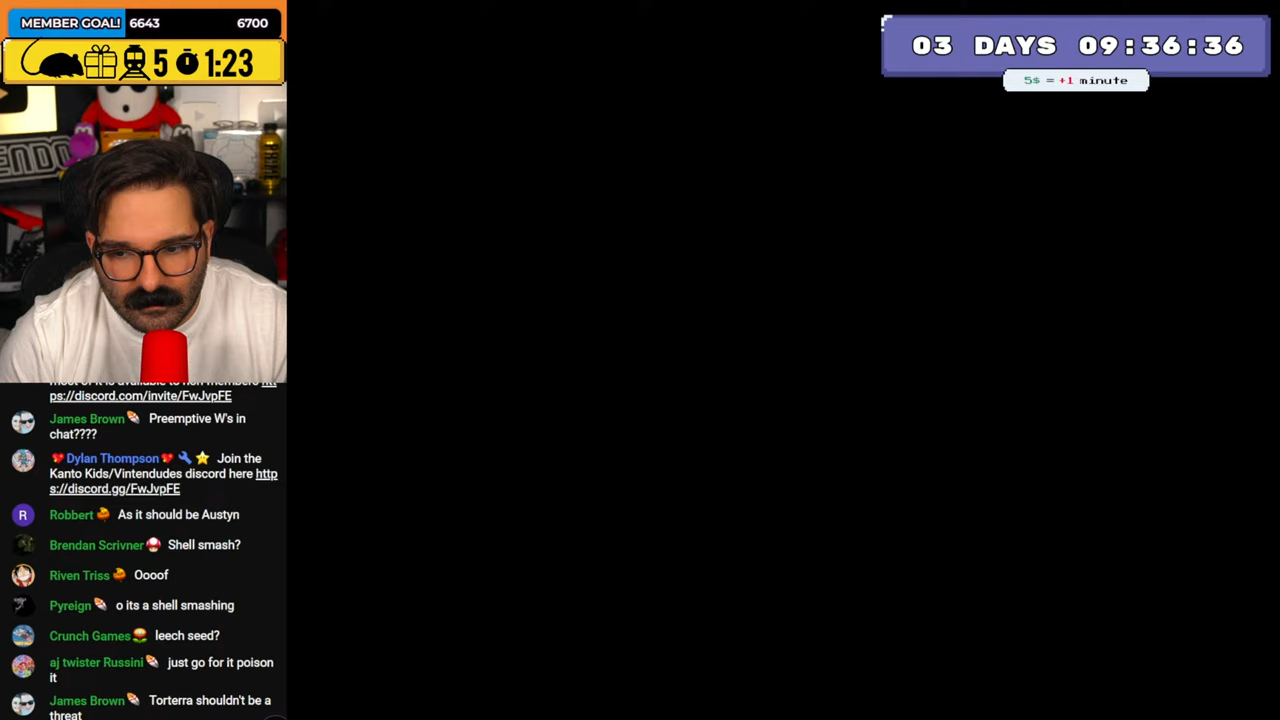 MEMBER GOAL! 6643 6700
5 1:23
ENDO
03 DAYS 09:36:36
5$ = +1 minute
ps://discord.com/invite/FwJvpFE
James Brown Preemptive W's in
chat????
Dylan Thompson Join the
Kanto Kids/Vintendudes discord here http
s://discord.gg/FwJvpFE
R Robbert As it should be Austyn
Brendan Scrivner Shell smash?
Riven Triss Oooof
Pyreign o its a shell smashing
Crunch Games leech seed?
aj twister Russini just go for it poison
it
James Brown Torterra shouldn't be a
threat